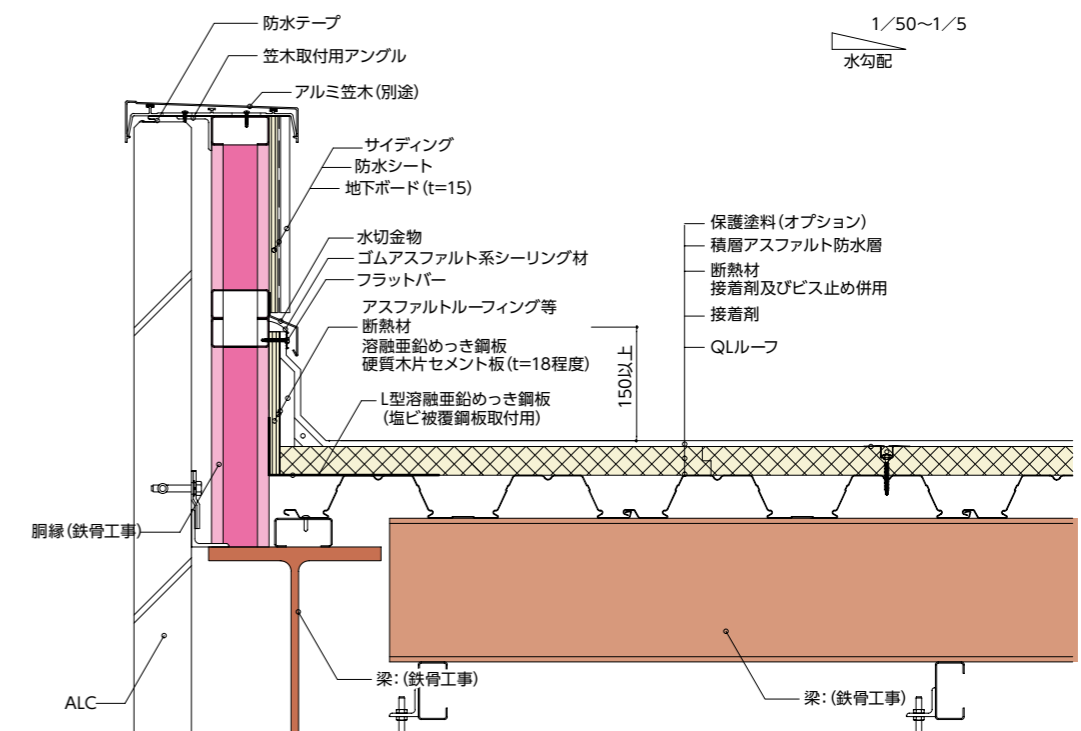 防水テープ
笠木取付用アングル
アルミ笠木(別途)
1/50~1/5
水勾配
サイディング
防水シート
地下ボード(t=15)
水切金物
ゴムアスファルト系シーリング材
フラットバー
アスファルトルーフィング等
断熱材
溶融亜鉛めっき鋼板
硬質木片セメント板(t=18程度)
L型溶融亜鉛めっき鋼板
(塩ビ被覆鋼板取付用)
150以上
保護塗料(オプション)
積層アスファルト防水層
断熱材
接着剤及びビス止め併用
接着剤
QLルーフ
胴縁(鉄骨工事)
ALC
梁:(鉄骨工事)
梁:(鉄骨工事)